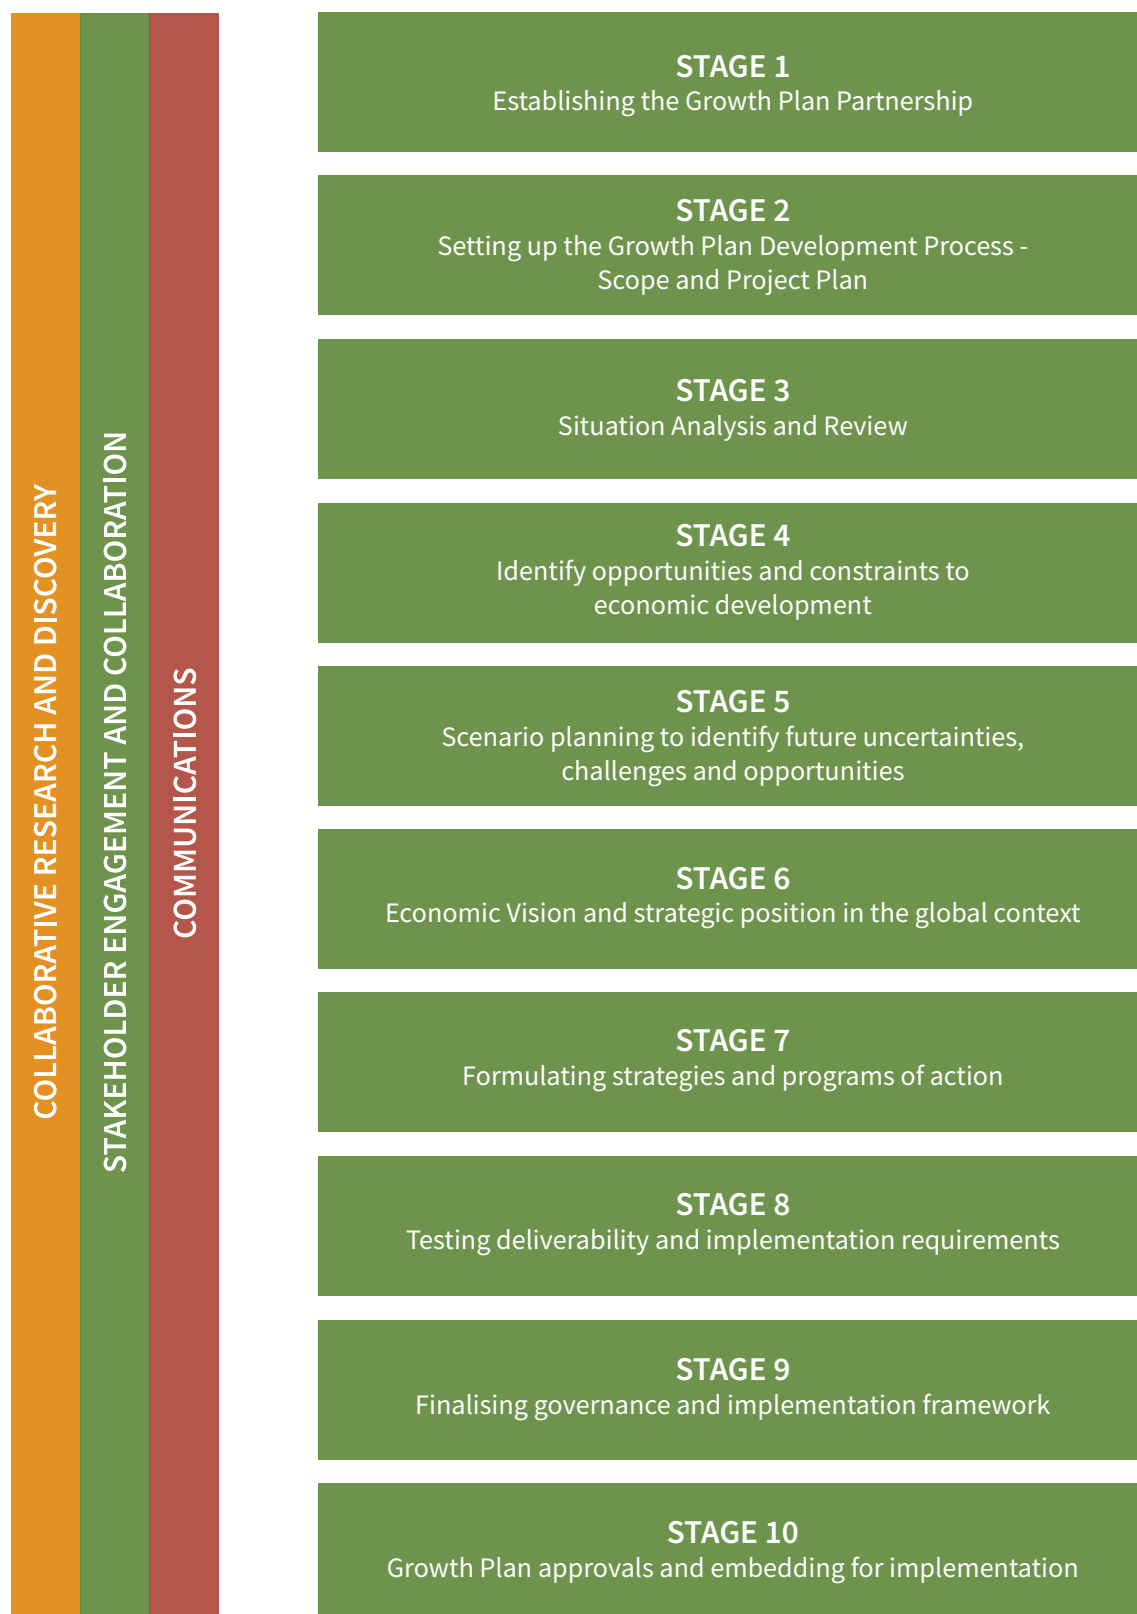 COLLABORATIVE RESEARCH AND DISCOVERY
STAKEHOLDER ENGAGEMENT AND COLLABORATION
COMMUNICATIONS
STAGE 1
Establishing the Growth Plan Partnership
STAGE 2
Setting up the Growth Plan Development Process -
Scope and Project Plan
STAGE 3
Situation Analysis and Review
STAGE 4
Identify opportunities and constraints to
economic development
STAGE 5
Scenario planning to identify future uncertainties,
challenges and opportunities
STAGE 6
Economic Vision and strategic position in the global context
STAGE 7
Formulating strategies and programs of action
STAGE 8
Testing deliverability and implementation requirements
STAGE 9
Finalising governance and implementation framework
STAGE 10
Growth Plan approvals and embedding for implementation